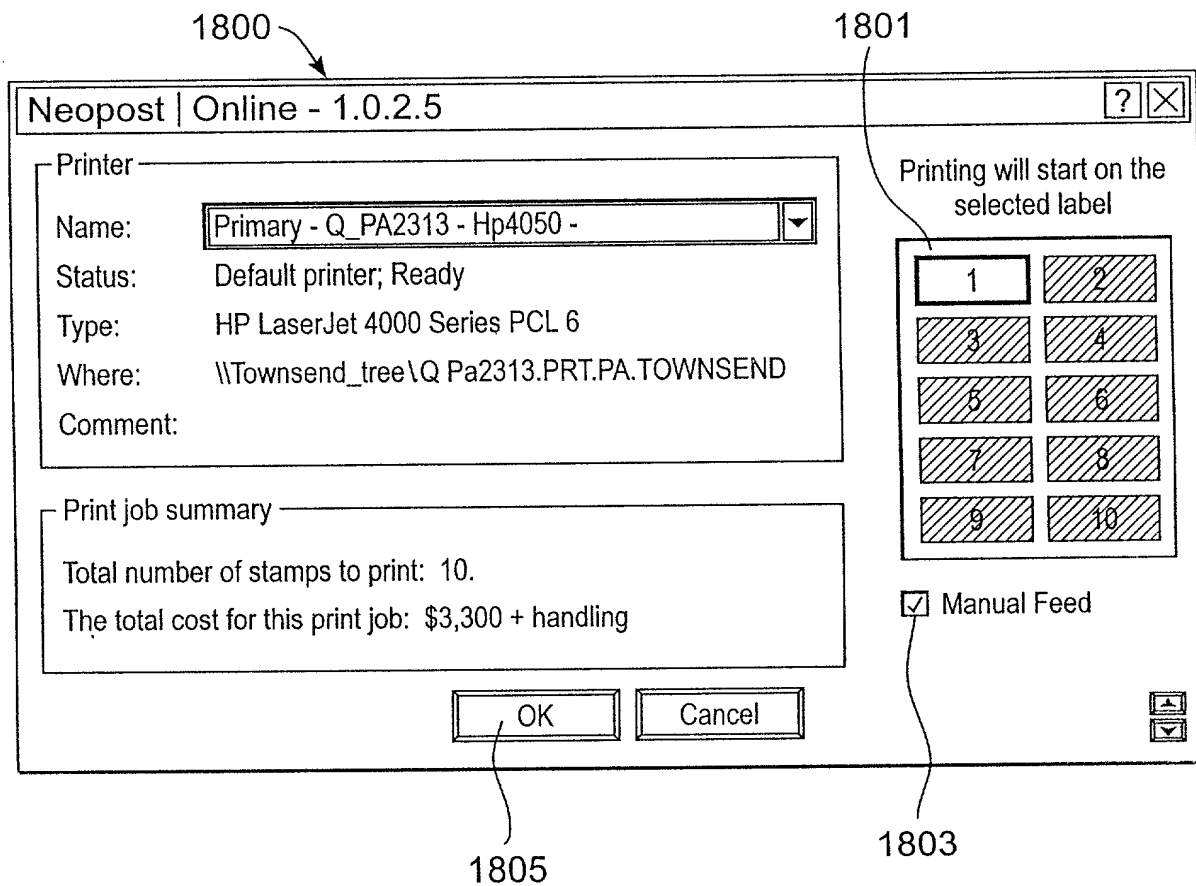 1800
1801
Neopost | Online - 1.0.2.5
?
Printer
Name: Primary - Q_PA2313 - Hp4050 -
Status: Default printer; Ready
Type: HP LaserJet 4000 Series PCL 6
Where: \\Townsend_tree\Q Pa2313.PRT.PA.TOWNSEND
Comment:
Printing will start on the
selected label
1 2
3 4
5 6
7 8
9 10
Manual Feed
Print job summary
Total number of stamps to print: 10.
The total cost for this print job: $3,300 + handling
OK Cancel
1805
1803